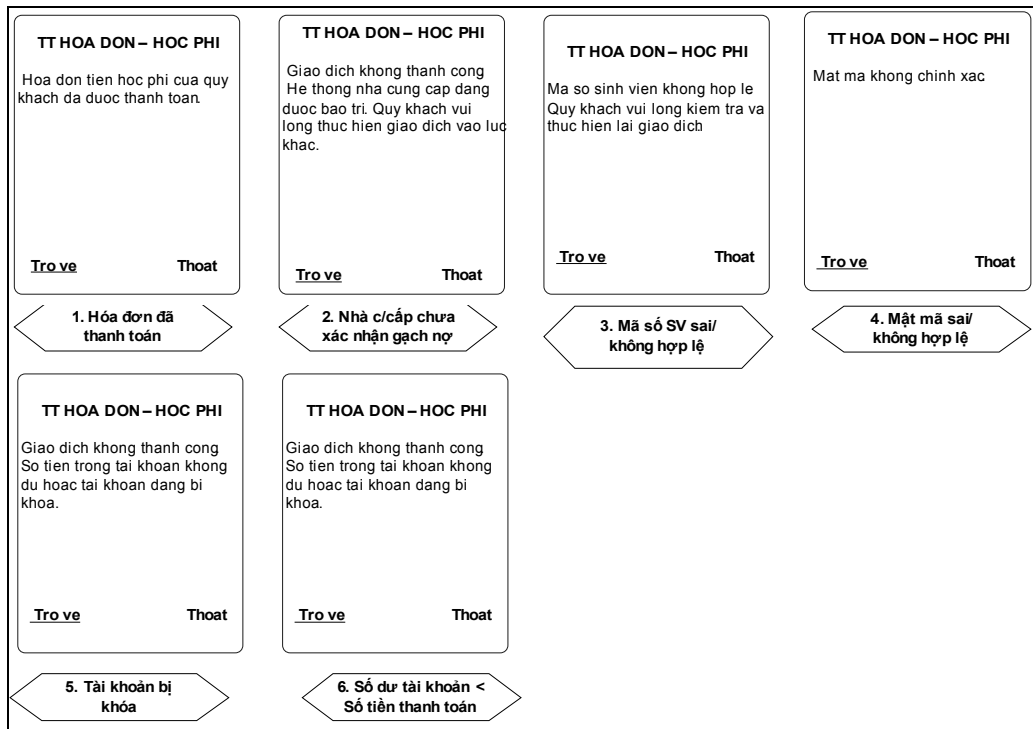 TT HOA DON – HOC PHI
Hoa don tien hoc phi cua quy
khach da duoc thanh toan.
Tro ve Thoat
1. Hóa đơn đã
thanh toán
TT HOA DON – HOC PHI
Giao dich khong thanh cong
He thong nha cung cap dang
duoc bao tri. Quy khach vui
long thuc hien giao dich vao luc
khac.
Tro ve Thoat
2. Nhà c/cấp chưa
xác nhận gạch nợ
TT HOA DON – HOC PHI
Ma so sinh vien khong hop le
Quy khach vui long kiem tra va
thuc hien lai giao dich.
Tro ve Thoat
3. Mã số SV sai/
không hợp lệ
TT HOA DON – HOC PHI
Mat ma khong chinh xac.
Tro ve Thoat
4. Mật mã sai/
không hợp lệ
TT HOA DON – HOC PHI
Giao dich khong thanh cong.
So tien trong tai khoan khong
du hoac tai khoan dang bi
khoa.
Tro ve Thoat
5. Tài khoản bị
khóa
TT HOA DON – HOC PHI
Giao dich khong thanh cong.
So tien trong tai khoan khong
du hoac tai khoan dang bi
khoa.
Tro ve Thoat
6. Số dư tài khoản <
Số tiền thanh toán